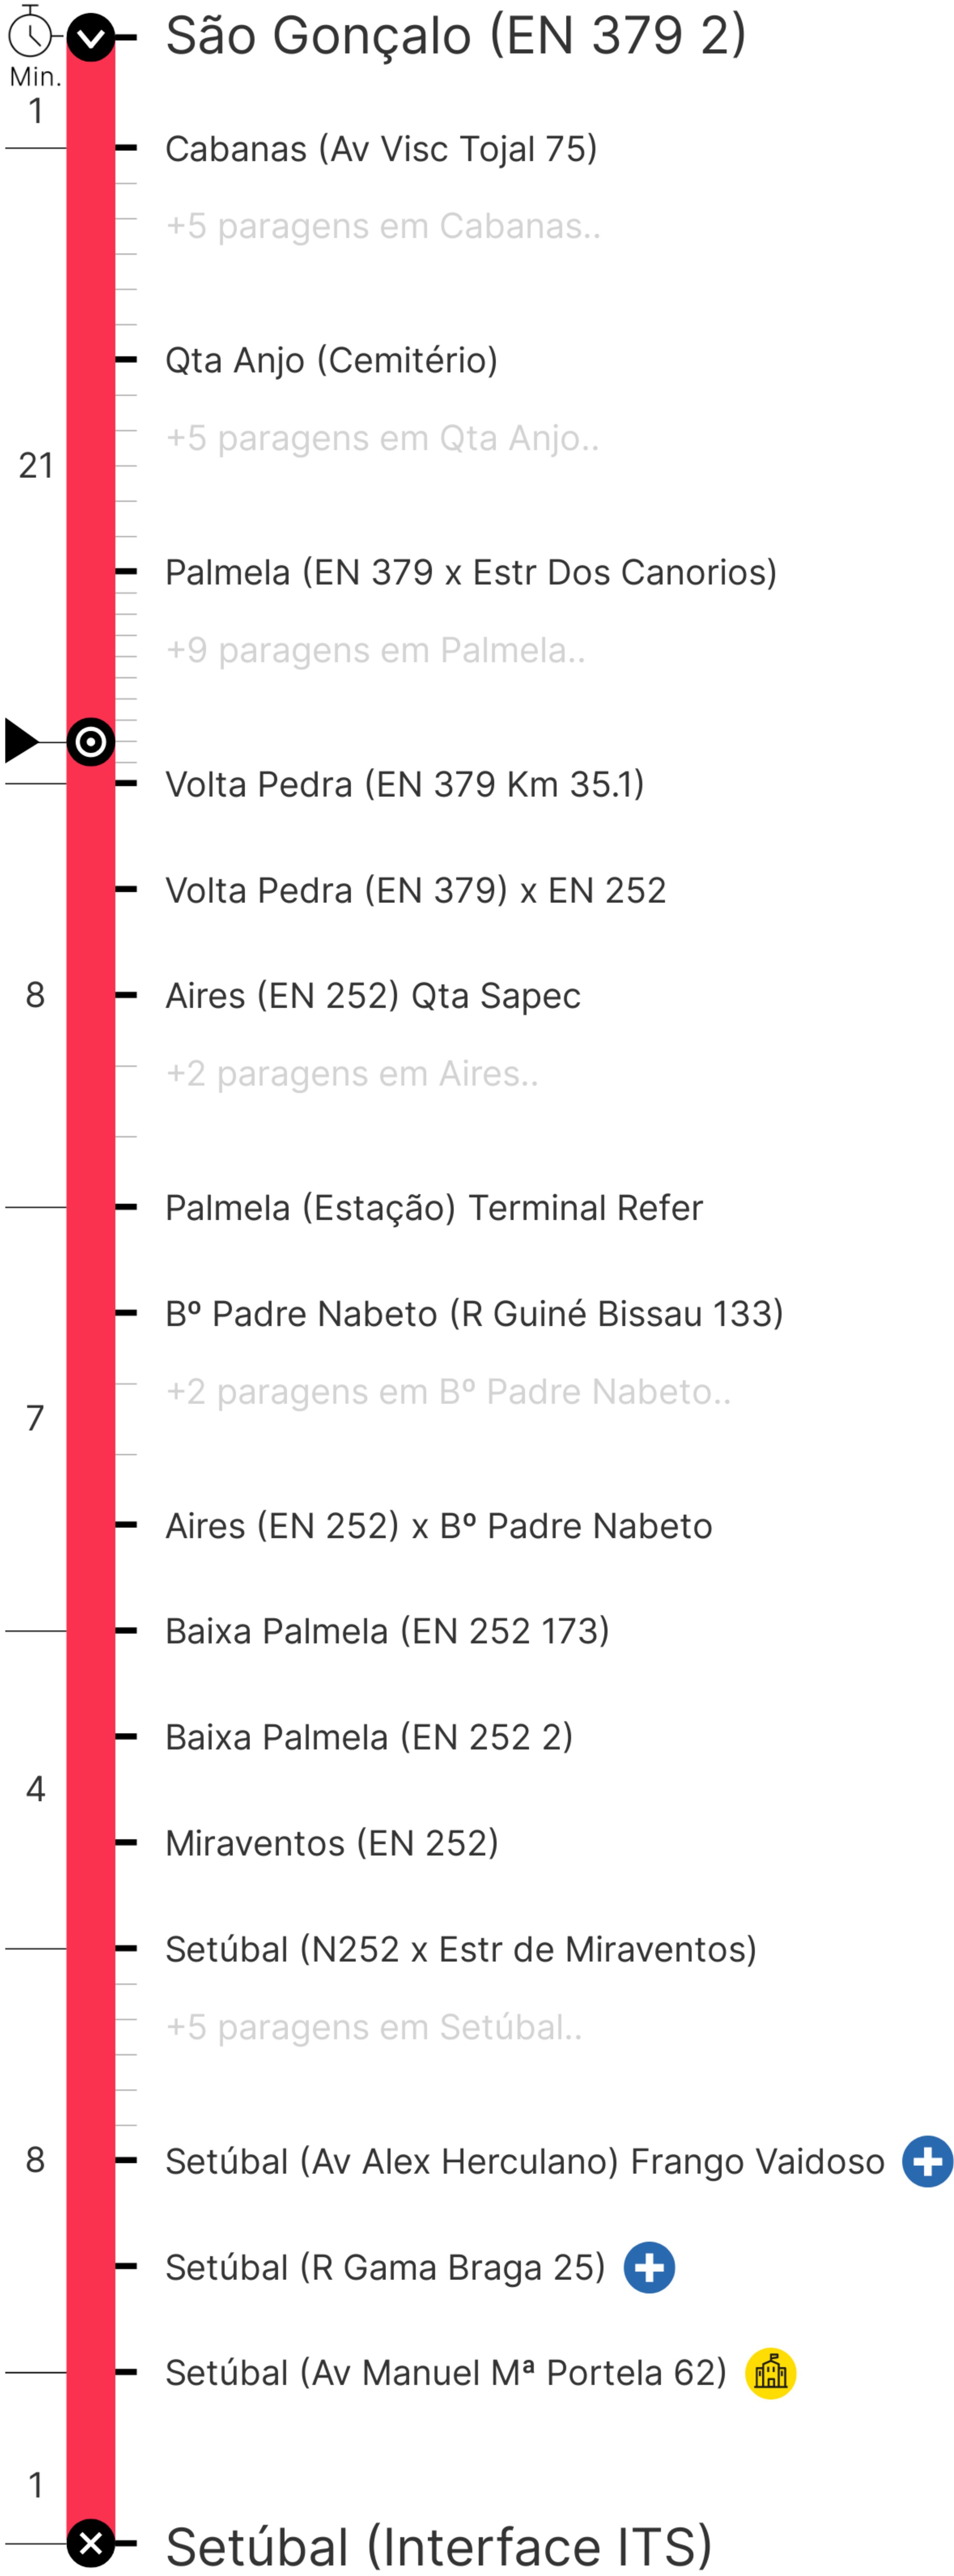 São Gonçalo (EN 379 2)
Min.
1
Cabanas (Av Visc Tojal 75)
+5 paragens em Cabanas..
Qta Anjo (Cemitério)
+5 paragens em Qta Anjo..
21
Palmela (EN 379 x Estr Dos Canorios)
+9 paragens em Palmela..
Volta Pedra (EN 379 Km 35.1)
Volta Pedra (EN 379) x EN 252
8
Aires (EN 252) Qta Sapec
+2 paragens em Aires..
Palmela (Estação) Terminal Refer
Bº Padre Nabeto (R Guiné Bissau 133)
+2 paragens em Bº Padre Nabeto..
7
Aires (EN 252) x Bº Padre Nabeto
Baixa Palmela (EN 252 173)
Baixa Palmela (EN 252 2)
4
Miraventos (EN 252)
Setúbal (N252 x Estr de Miraventos)
+5 paragens em Setúbal..
8
Setúbal (Av Alex Herculano) Frango Vaidoso
Setúbal (R Gama Braga 25)
Setúbal (Av Manuel Mª Portela 62)
1
Setúbal (Interface ITS)